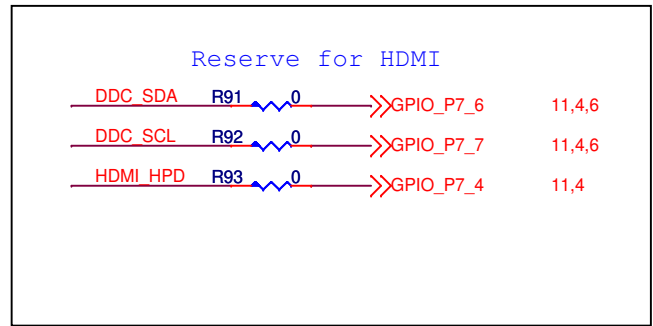 Reserve for HDMI
DDC_SDA R91 0 GPIO_P7_6 11,4,6
DDC_SCL R92 0 GPIO_P7_7 11,4,6
HDMI_HPD R93 0 GPIO_P7_4 11,4